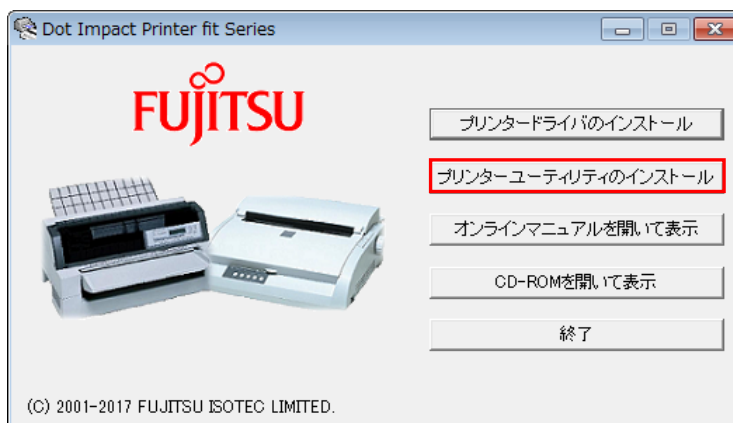 Dot Impact Printer fit Series
FUJITSU
プリンタードライバのインストール
プリンターユーティリティのインストール
オンラインマニュアルを開いて表示
CD-ROMを開いて表示
終了
(C) 2001-2017 FUJITSU ISOTEC LIMITED.